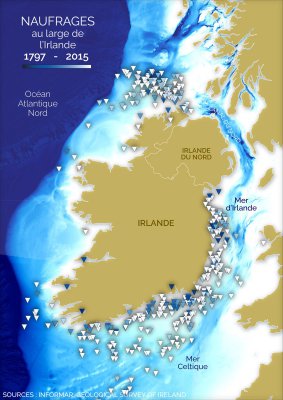 NAUFRAGES
au large de
l'Irlande
1797 - 2015
Océan
Atlantique
Nord
IRLANDE
DU NORD
Mer
d'Irlande
IRLANDE
Mer
Celtique
SOURCES : INFORMAR, GEOLOGICAL SURVEY OF IRELAND